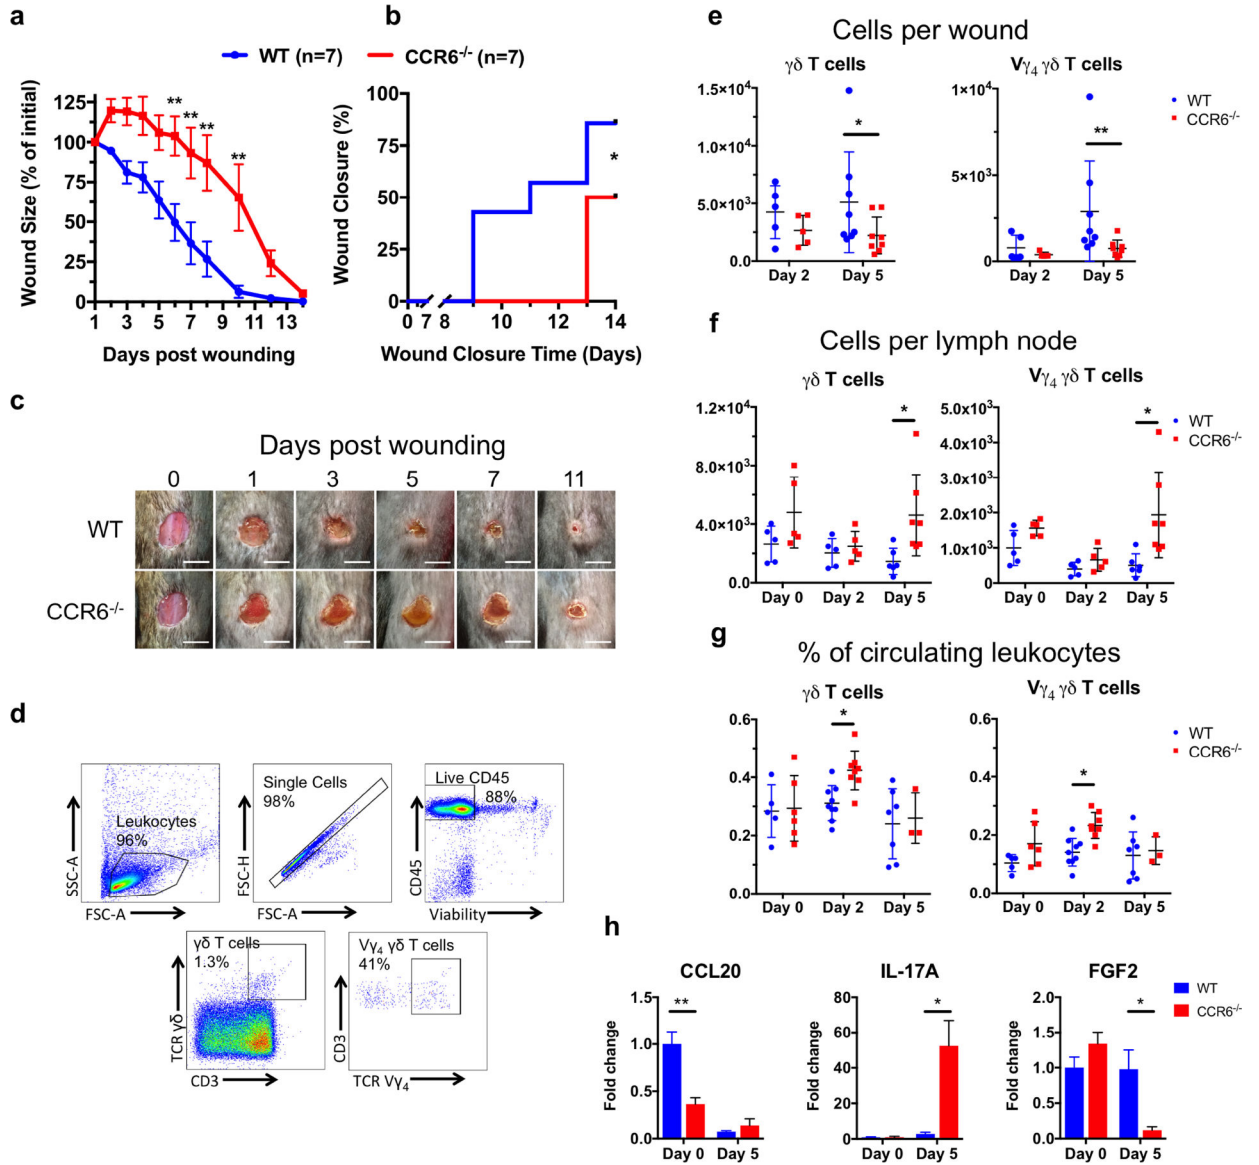 a
b
WT (n=7)
CCR6-/- (n=7)
Wound Size (% of initial)
125
100
75
50
25
0
** ** ** **
1 3 5 7 9 11 13
Days post wounding
Wound Closure (%)
100
75
50
25
0
*
0 7 8 10 12 14
Wound Closure Time (Days)
c
Days post wounding
0 1 3 5 7 11
WT
CCR6-/-
d
SSC-A
Leukocytes
96%
FSC-A
FSC-H
Single Cells
98%
FSC-A
CD45
Live CD45
88%
Viability
TCR γδ
γδ T cells
1.3%
CD3
CD3
Vγ4 γδ T cells
41%
TCR Vγ4
e
Cells per wound
γδ T cells
1.5×10⁴
1.0×10⁴
5.0×10³
0.0
*
Day 2 Day 5
Vγ4 γδ T cells
1×10⁴
5×10³
0
**
Day 2 Day 5
WT
CCR6-/-
f
Cells per lymph node
γδ T cells
1.2×10⁴
8.0×10³
4.0×10³
0.0
*
Day 0 Day 2 Day 5
Vγ4 γδ T cells
5.0x10³
4.0x10³
3.0x10³
2.0x10³
1.0x10³
0.0
*
Day 0 Day 2 Day 5
WT
CCR6-/-
g
% of circulating leukocytes
γδ T cells
0.6
0.4
0.2
0.0
*
Day 0 Day 2 Day 5
Vγ4 γδ T cells
0.6
0.4
0.2
0.0
*
Day 0 Day 2 Day 5
WT
CCR6-/-
h
CCL20
Fold change
1.5
1.0
0.5
0.0
**
Day 0 Day 5
IL-17A
Fold change
80
60
40
20
0
*
Day 0 Day 5
FGF2
Fold change
2.0
1.5
1.0
0.5
0.0
*
Day 0 Day 5
WT
CCR6-/-